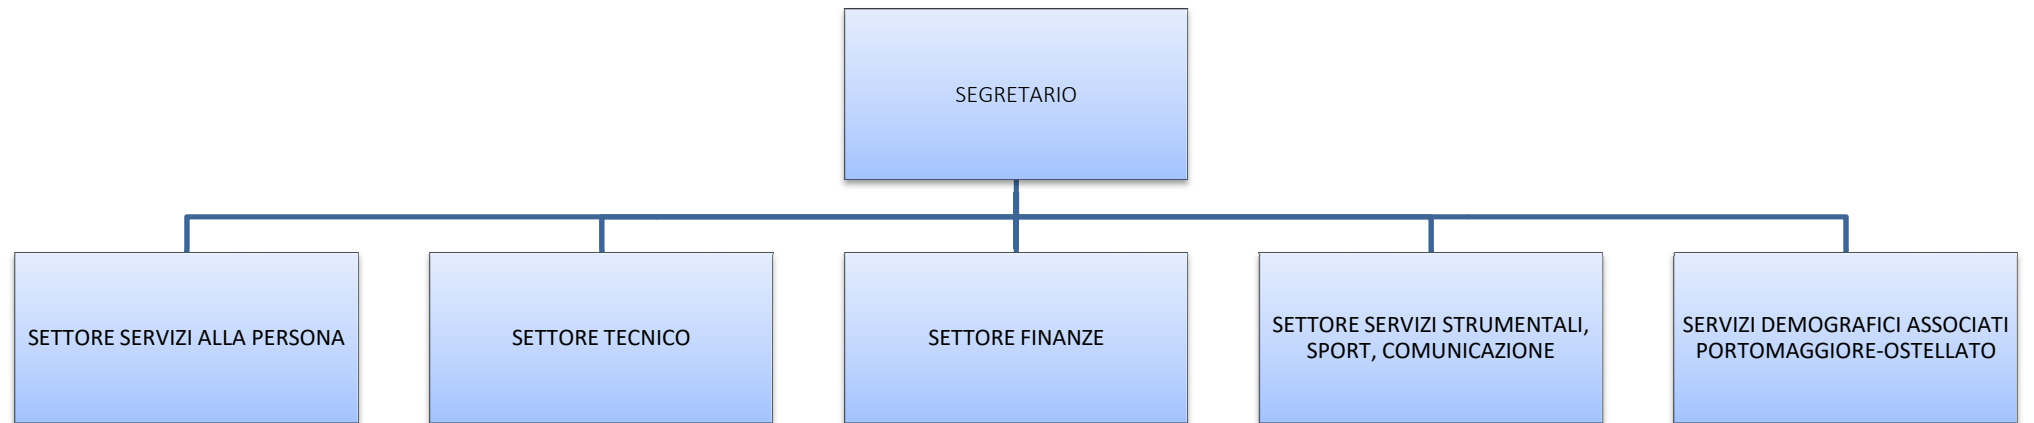 SEGRETARIO
SETTORE SERVIZI ALLA PERSONA
SETTORE TECNICO
SETTORE FINANZE
SETTORE SERVIZI STRUMENTALI,
SPORT, COMUNICAZIONE
SERVIZI DEMOGRAFICI ASSOCIATI
PORTOMAGGIORE-OSTELLATO